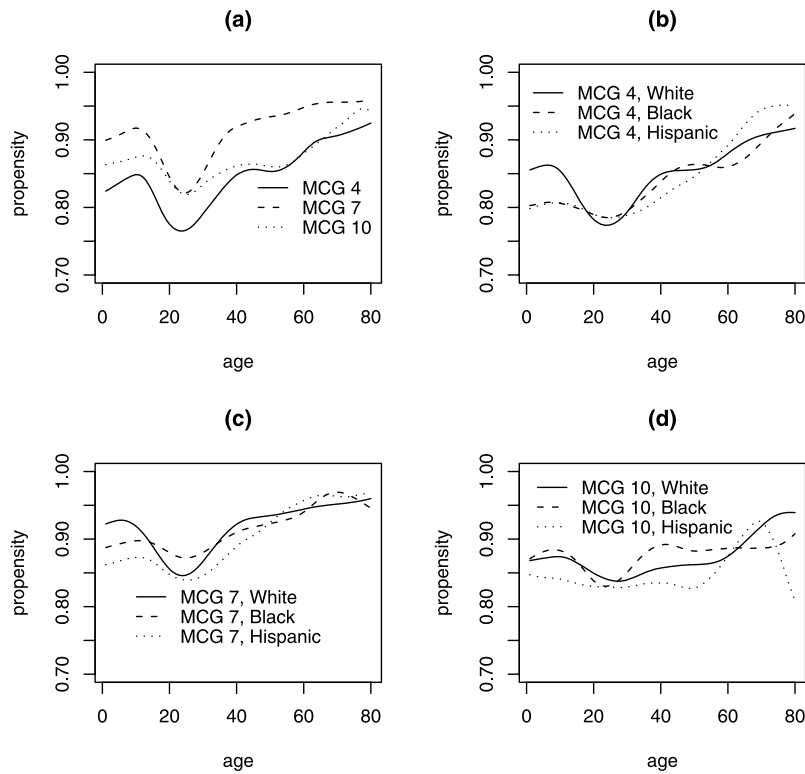 (a)
propensity
0.70 0.80 0.90 1.00
MCG 4
MCG 7
MCG 10
0 20 40 60 80
age
(b)
propensity
0.70 0.80 0.90 1.00
MCG 4, White
MCG 4, Black
MCG 4, Hispanic
0 20 40 60 80
age
(c)
propensity
0.70 0.80 0.90 1.00
MCG 7, White
MCG 7, Black
MCG 7, Hispanic
0 20 40 60 80
age
(d)
propensity
0.70 0.80 0.90 1.00
MCG 10, White
MCG 10, Black
MCG 10, Hispanic
0 20 40 60 80
age